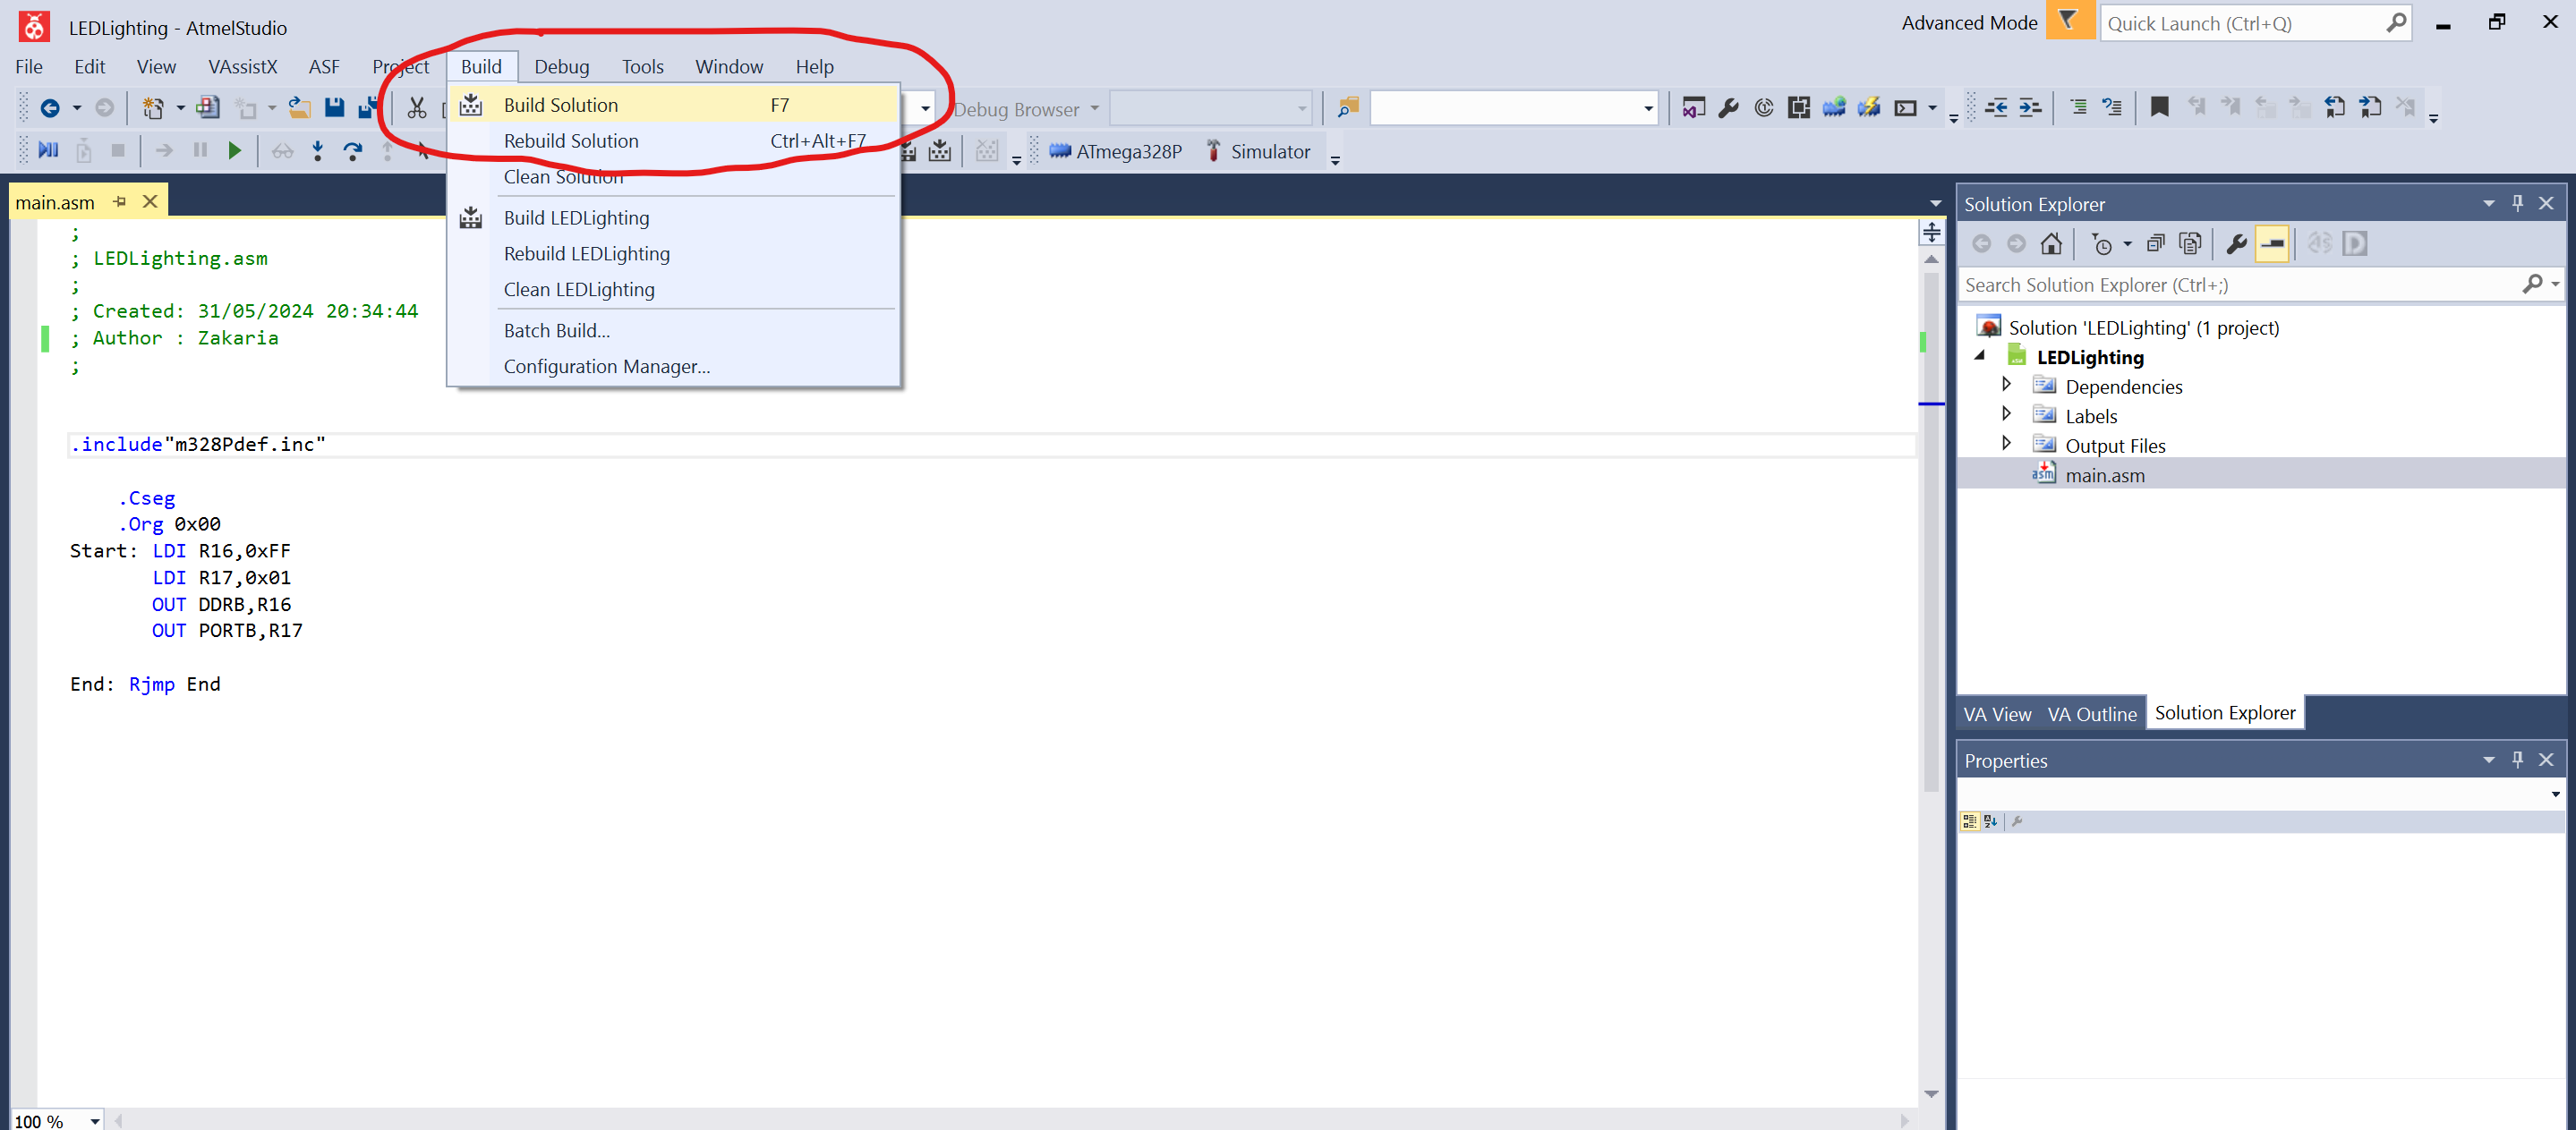 LEDLighting - AtmelStudio
Advanced Mode
Quick Launch (Ctrl+Q)
File Edit View VAssistX ASF Project Build Debug Tools Window Help
Build Solution F7
Debug Browser
Rebuild Solution Ctrl+Alt+F7
ATmega328P Simulator
Clean Solution
Build LEDLighting
Rebuild LEDLighting
Clean LEDLighting
Batch Build...
Configuration Manager...
main.asm
;
; LEDLighting.asm
;
; Created: 31/05/2024 20:34:44
; Author : Zakaria
;
.include"m328Pdef.inc"
.Cseg
.Org 0x00
Start: LDI R16,0xFF
LDI R17,0x01
OUT DDRB,R16
OUT PORTB,R17
End: Rjmp End
100 %
Solution Explorer
Search Solution Explorer (Ctrl+;)
Solution 'LEDLighting' (1 project)
LEDLighting
Dependencies
Labels
Output Files
asm main.asm
VA View VA Outline Solution Explorer
Properties